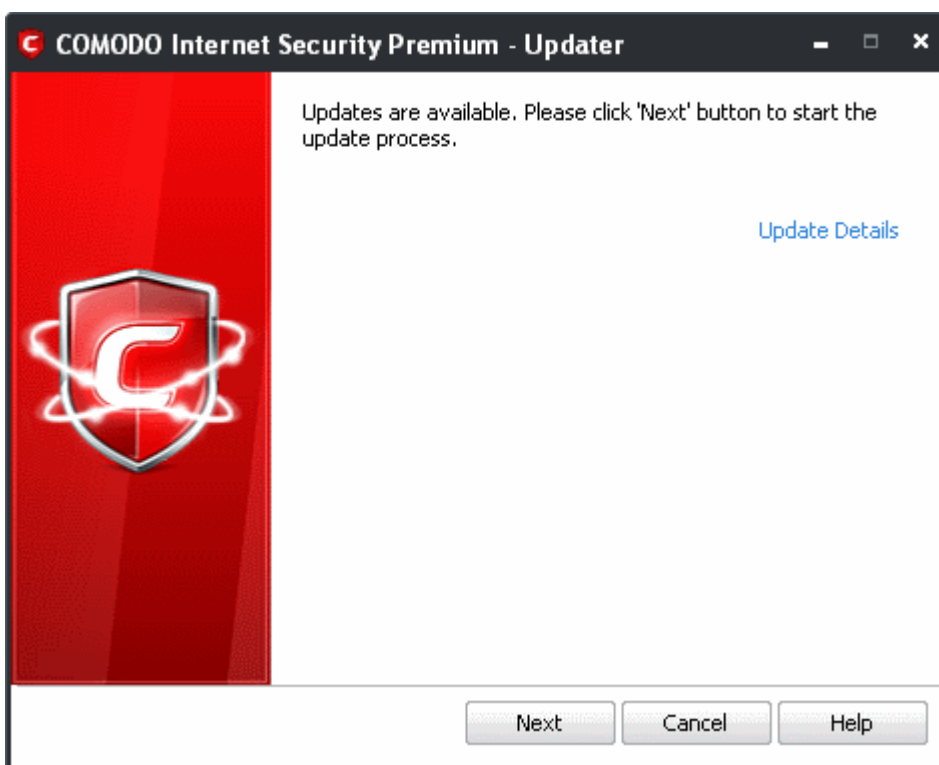 COMODO Internet Security Premium - Updater
Updates are available. Please click 'Next' button to start the
update process.
Update Details
Next
Cancel
Help